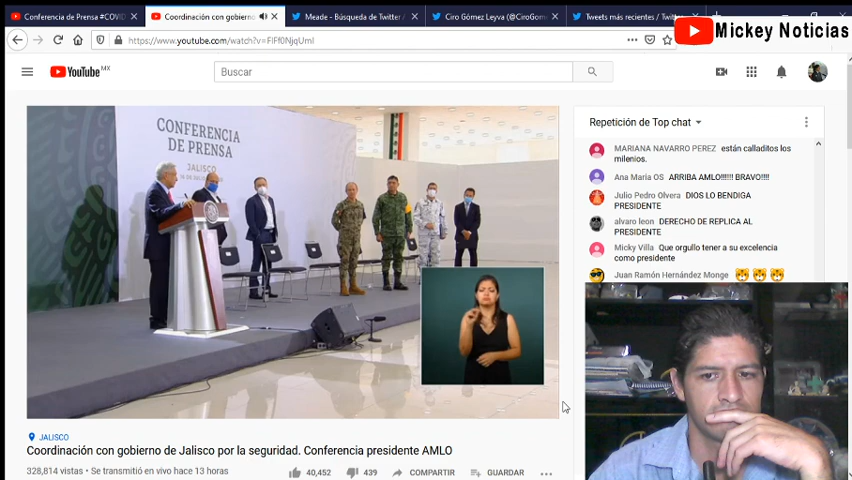 Conferencia de Prensa #COVID
Coordinación con gobierno
Meade - Búsqueda de Twitter /
Ciro Gómez Leyva (@CiroGome
Tweets más recientes / Twitter
Mickey Noticias
https://www.youtube.com/watch?v=
YouTube MX
Buscar
CONFERENCIA
DE PRENSA
JALISCO
Repetición de Top chat
MARIANA NAVARRO PEREZ están calladitos los
milenios.
Ana Maria OS ARRIBA AMLO!!!!!! BRAVO!!!!
Julio Pedro Olvera DIOS LO BENDIGA
PRESIDENTE
alvaro leon DERECHO DE REPLICA AL
PRESIDENTE
Micky Villa Que orgullo tener a su excelencia
como presidente
Juan Ramón Hernández Monge
JALISCO
Coordinación con gobierno de Jalisco por la seguridad. Conferencia presidente AMLO
328,814 vistas • Se transmitió en vivo hace 13 horas
40,452
439
COMPARTIR
GUARDAR